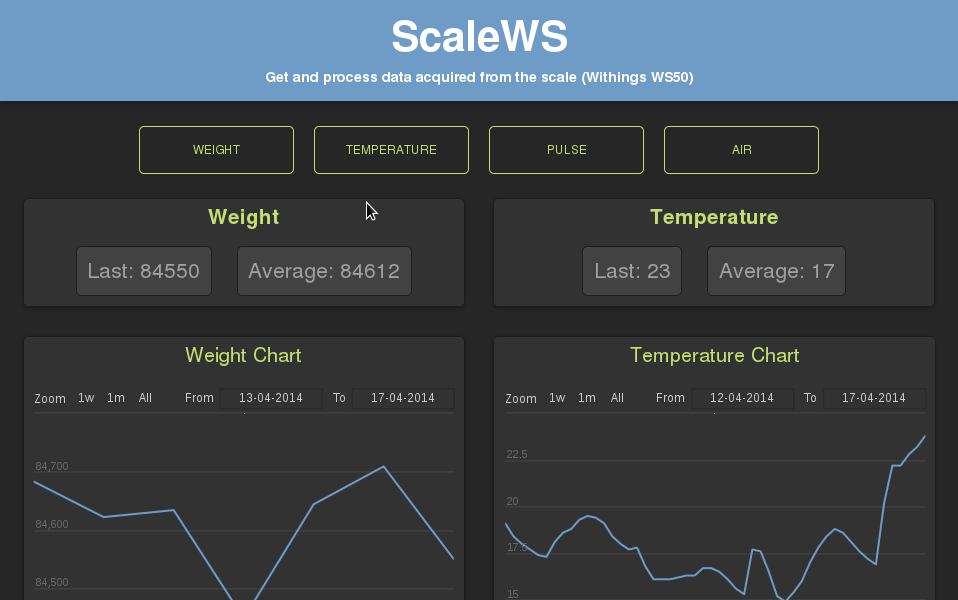 ScaleWS
Get and process data acquired from the scale (Withings WS50)
WEIGHT TEMPERATURE PULSE AIR
Weight
Last: 84550 Average: 84612
Temperature
Last: 23 Average: 17
Weight Chart
Zoom 1w 1m All From 13-04-2014 To 17-04-2014
84,700
84,600
84,500
Temperature Chart
Zoom 1w 1m All From 12-04-2014 To 17-04-2014
22.5
20
17.5
15